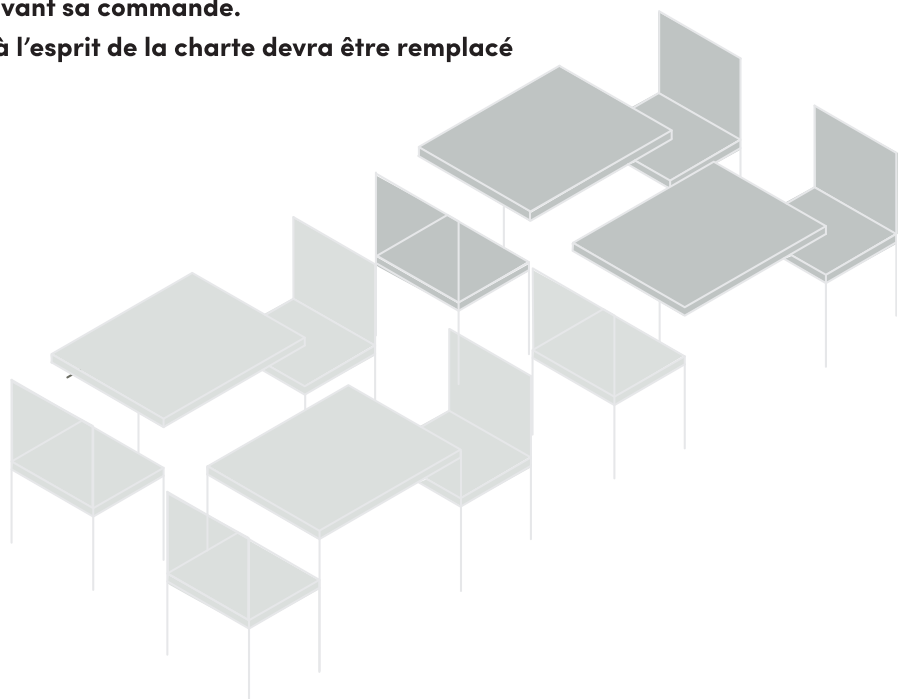 vant sa commande.
à l’esprit de la charte devra être remplacé